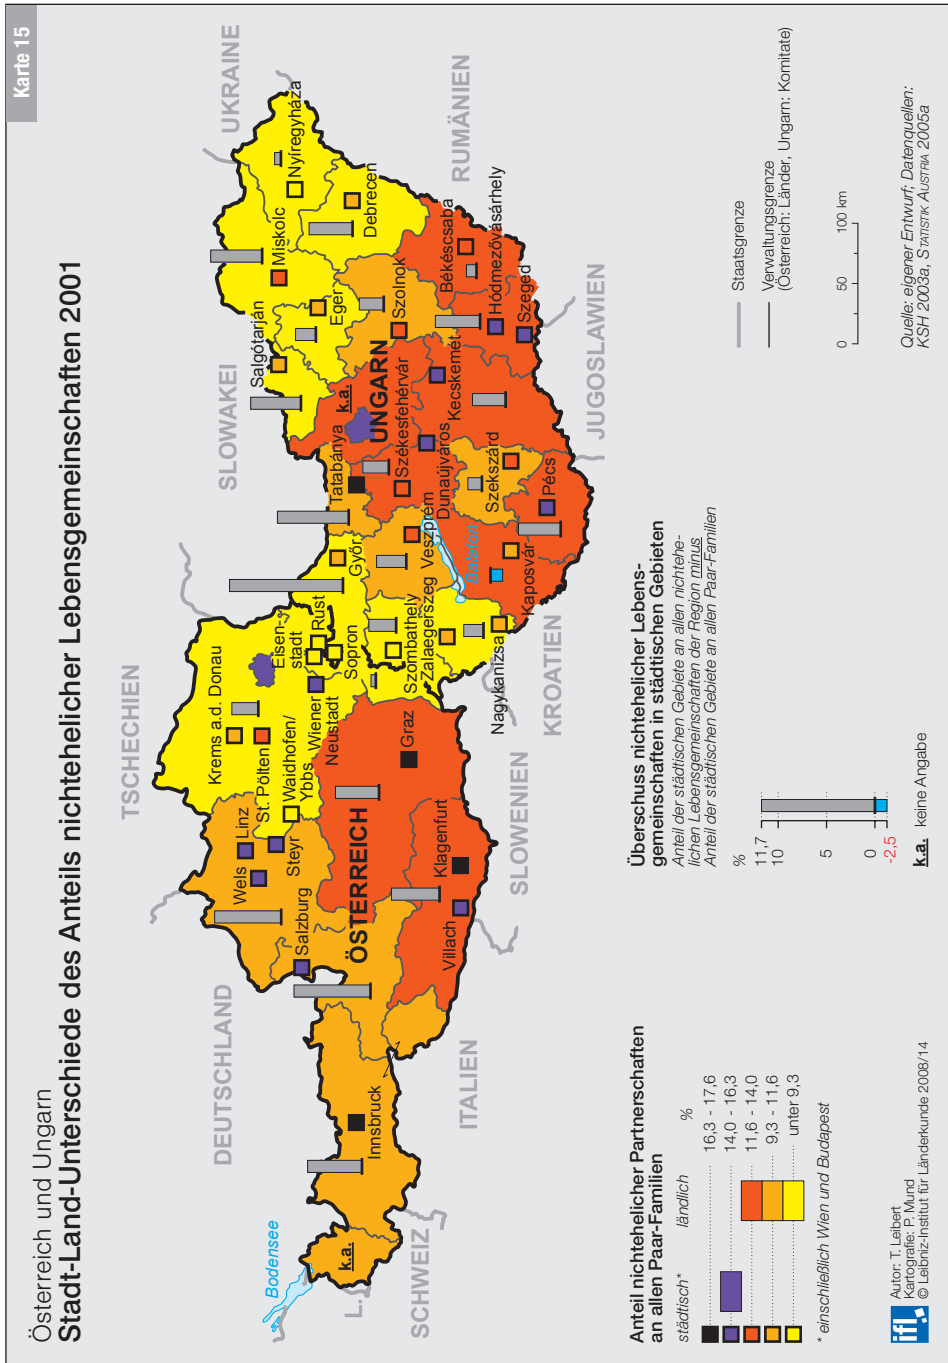 Karte 15
Österreich und Ungarn
Stadt-Land-Unterschiede des Anteils nichtehelicher Lebensgemeinschaften 2001
TSCHECHIEN
SLOWAKEI
UKRAINE
DEUTSCHLAND
RUMÄNIEN
Bodensee
L.
SCHWEIZ
ITALIEN
SLOWENIEN
KROATIEN
JUGOSLAWIEN
ÖSTERREICH
UNGARN
k.a.
k.a.
Innsbruck
Salzburg
Wels
Linz
Steyr
Krems a.d. Donau
St. Pölten
Waidhofen/
Ybbs
Wiener
Neustadt
Eisen-
stadt
Rust
Sopron
Graz
Klagenfurt
Villach
Győr
Szombathely
Zalaegerszeg
Nagykanizsa
Veszprém
Balaton
Kaposvár
Tatabánya
Székesfehérvár
Dunaújváros
Szekszárd
Pécs
Kecskemét
Salgótarján
Eger
Miskolc
Nyíregyháza
Debrecen
Szolnok
Békéscsaba
Hódmezővásárhely
Szeged
Anteil nichtehelicher Partnerschaften
an allen Paar-Familien
städtisch*
ländlich
%
16,3 - 17,6
14,0 - 16,3
11,6 - 14,0
9,3 - 11,6
unter 9,3
* einschließlich Wien und Budapest
Überschuss nichtehelicher Lebens-
gemeinschaften in städtischen Gebieten
Anteil der städtischen Gebiete an allen nichtehe-
lichen Lebensgemeinschaften der Region minus
Anteil der städtischen Gebiete an allen Paar-Familien
%
11,7
10
5
0
-2,5
k.a. keine Angabe
Staatsgrenze
Verwaltungsgrenze
(Österreich: Länder, Ungarn: Komitate)
0 50 100 km
ifl
Autor: T. Leibert
Kartografie: P. Mund
© Leibniz-Institut für Länderkunde 2008/14
Quelle: eigener Entwurf; Datenquellen:
KSH 2003a, STATISTIK AUSTRIA 2005a